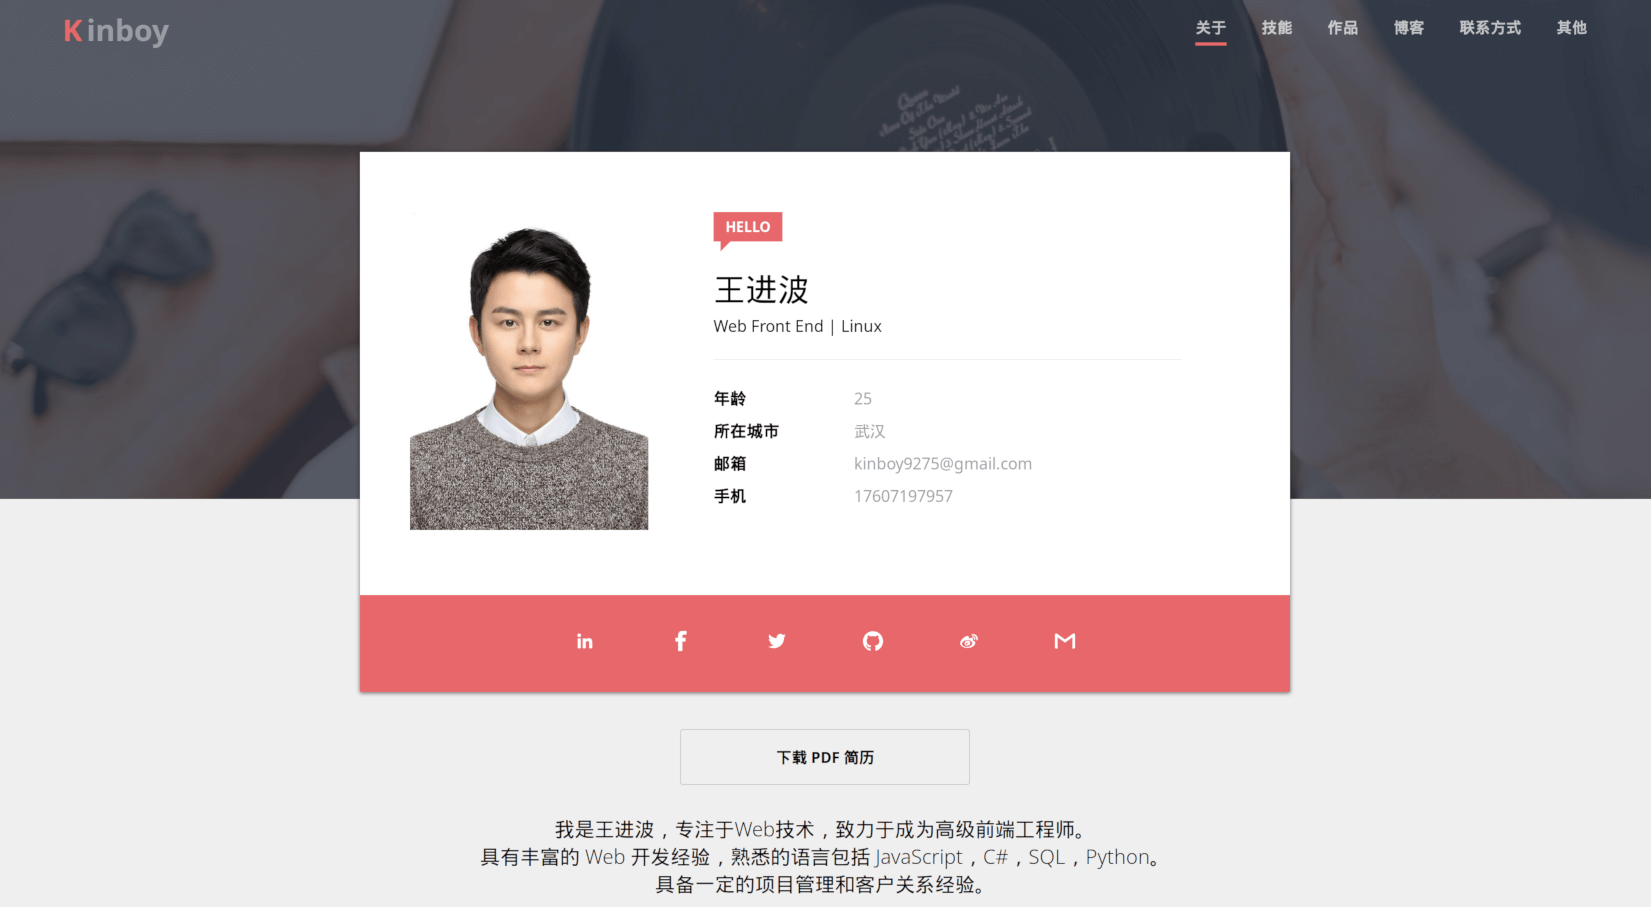 Kinboy
关于 技能 作品 博客 联系方式 其他
HELLO
王进波
Web Front End | Linux
年龄 25
所在城市 武汉
邮箱 kinboy9275@gmail.com
手机 17607197957
下载 PDF 简历
我是王进波，专注于Web技术，致力于成为高级前端工程师。
具有丰富的 Web 开发经验，熟悉的语言包括 JavaScript，C#，SQL，Python。
具备一定的项目管理和客户关系经验。